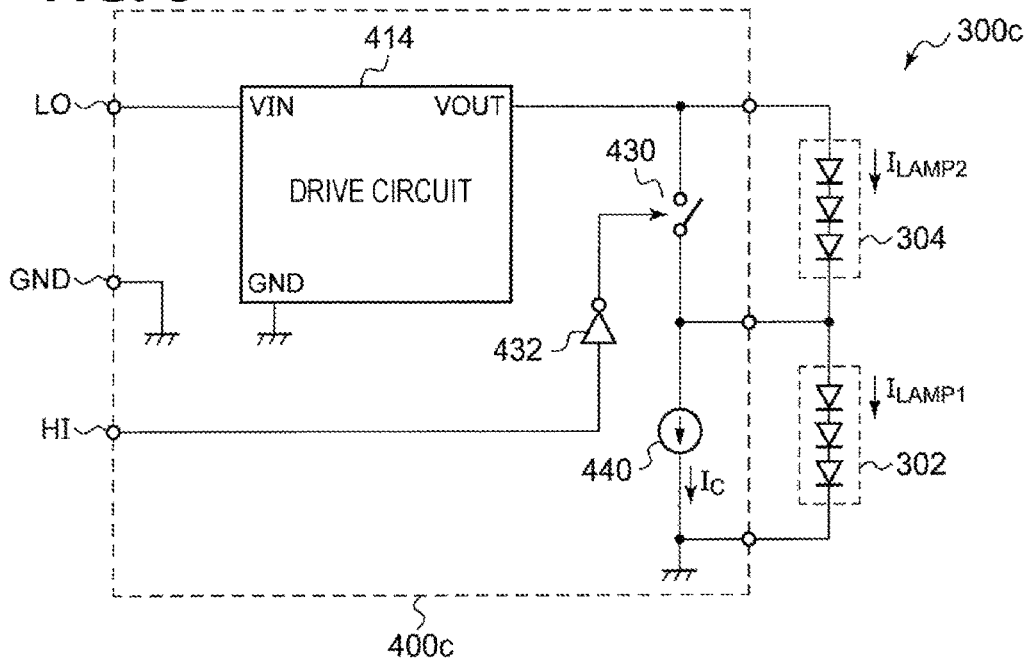 300c
414
LO
VIN
VOUT
430
I_LAMP2
DRIVE CIRCUIT
304
GND
GND
432
I_LAMP1
HI
440
302
I_C
400c